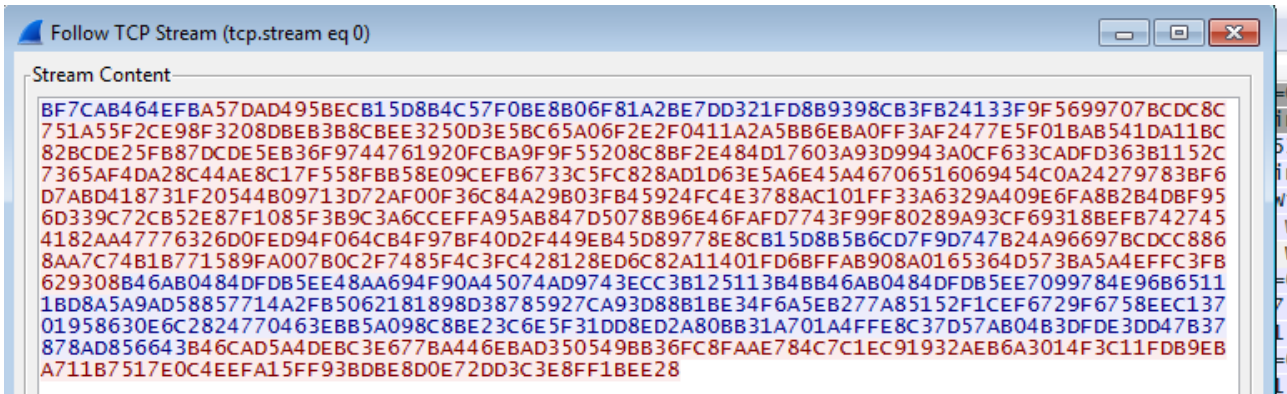 Follow TCP Stream (tcp.stream eq 0)
Stream Content
BF7CAB464EFBA57DAD495BECB15D8B4C57F0BE8B06F81A2BE7DD321FD8B9398CB3FB24133F9F5699707BCDC8C
751A55F2CE98F3208DBEB3B8CBEE3250D3E5BC65A06F2E2F0411A2A5BB6EBA0FF3AF2477E5F01BAB541DA11BC
82BCDE25FB87DCDE5EB36F9744761920FCBA9F9F55208C8BF2E484D17603A93D9943A0CF633CADFD363B1152C
7365AF4DA28C44AE8C17F558FBB58E09CEFB6733C5FC828AD1D63E5A6E45A46706516069454C0A24279783BF6
D7ABD418731F20544B09713D72AF00F36C84A29B03FB45924FC4E3788AC101FF33A6329A409E6FA8B2B4DBF95
6D339C72CB52E87F1085F3B9C3A6CCEFFA95AB847D5078B96E46FAFD7743F99F80289A93CF69318BEFB742745
4182AA47776326D0FED94F064CB4F97BF40D2F449EB45D89778E8CB15D8B5B6CD7F9D747B24A96697BCDCC886
8AA7C74B1B771589FA007B0C2F7485F4C3FC428128ED6C82A11401FD6BFFAB908A0165364D573BA5A4EFFC3FB
629308B46AB0484DFDB5EE48AA694F90A45074AD9743ECC3B125113B4BB46AB0484DFDB5EE7099784E96B6511
1BD8A5A9AD58857714A2FB5062181898D38785927CA93D88B1BE34F6A5EB277A85152F1CEF6729F6758EEC137
01958630E6C2824770463EBB5A098C8BE23C6E5F31DD8ED2A80BB31A701A4FFE8C37D57AB04B3DFDE3DD47B37
878AD856643B46CAD5A4DEBC3E677BA446EBAD350549BB36FC8FAAE784C7C1EC91932AEB6A3014F3C11FDB9EB
A711B7517E0C4EEFA15FF93BDBE8D0E72DD3C3E8FF1BEE28